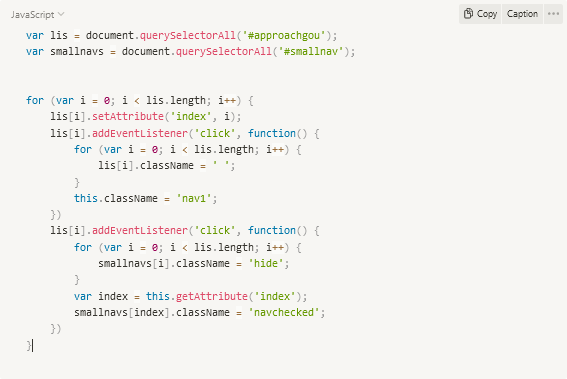 JavaScript
Copy
Caption
var lis = document.querySelectorAll('#approachgou');
var smallnavs = document.querySelectorAll('#smallnav');
for (var i = 0; i < lis.length; i++) {
    lis[i].setAttribute('index', i);
    lis[i].addEventListener('click', function() {
        for (var i = 0; i < lis.length; i++) {
            lis[i].className = ' ';
        }
        this.className = 'nav1';
    })
    lis[i].addEventListener('click', function() {
        for (var i = 0; i < lis.length; i++) {
            smallnavs[i].className = 'hide';
        }
        var index = this.getAttribute('index');
        smallnavs[index].className = 'navchecked';
    })
}